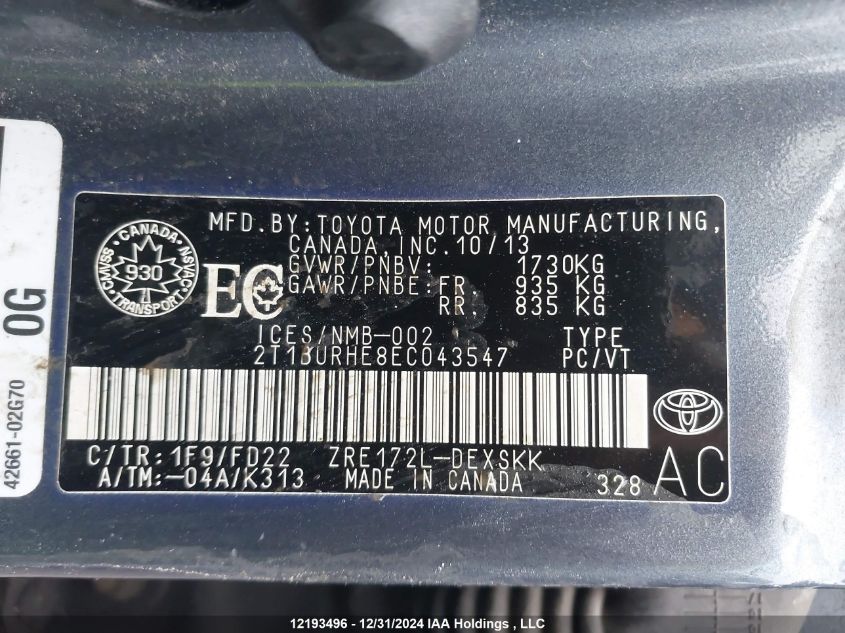 MFD.BY:TOYOTA MOTOR MANUFACTURING,
CANADA, INC.10/13
GVWR/PNBV: 1730KG
GAWR/PNBE:FR. 935 KG
RR. 835 KG
CANADA
CMVSS NSVAC
930
TRANSPORT
EC
ICES/NMB-002 TYPE
2T1BURHE8EC043547 PC/VT
C/TR:1F9/FD22 ZRE172L-DEXSKK
A/TM:-04A/K313 MADE IN CANADA 328 AC
0G
42661-02G70
12193496 - 12/31/2024 IAA Holdings , LLC